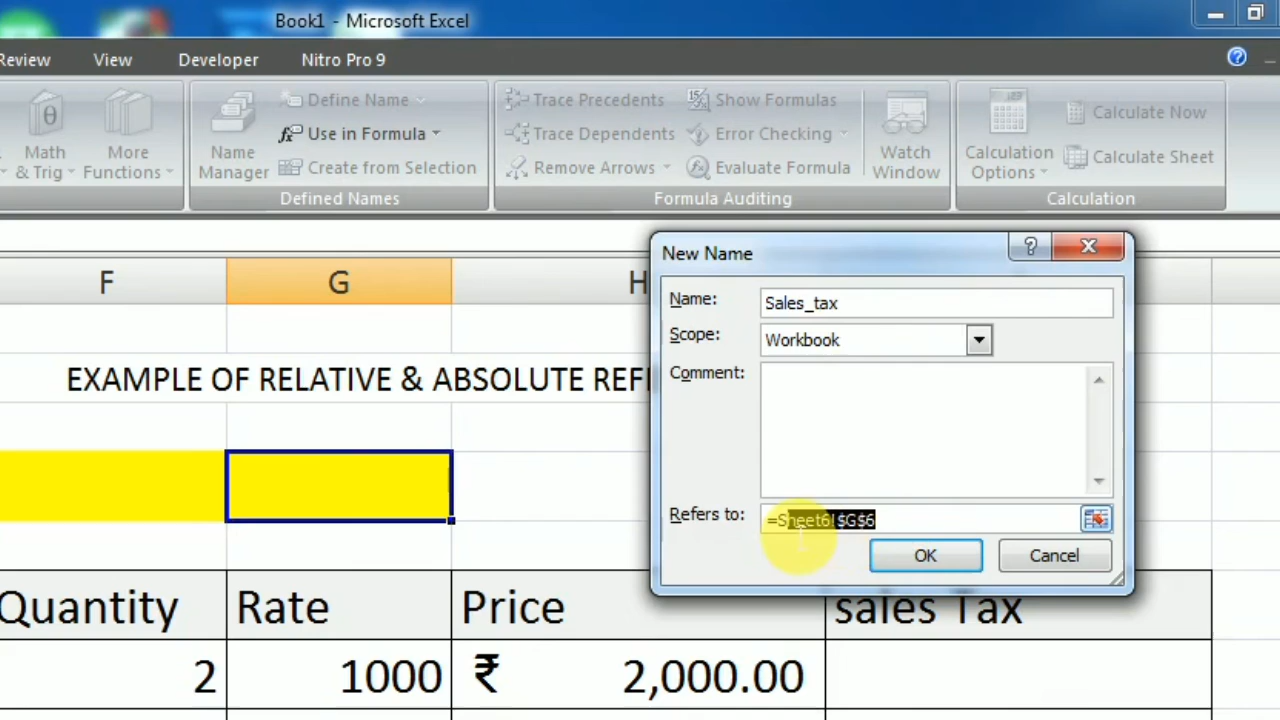 Book1 - Microsoft Excel
Review View Developer Nitro Pro 9
Math & Trig
More Functions
Name Manager
Define Name
Use in Formula
Create from Selection
Defined Names
Trace Precedents
Trace Dependents
Remove Arrows
Show Formulas
Error Checking
Evaluate Formula
Watch Window
Formula Auditing
Calculation Options
Calculate Now
Calculate Sheet
Calculation
F G H
EXAMPLE OF RELATIVE & ABSOLUTE
New Name
Name: Sales_tax
Scope: Workbook
Comment:
Refers to: =Sheet6!$G$6
OK Cancel
Quantity Rate Price sales Tax
2 1000 ₹ 2,000.00